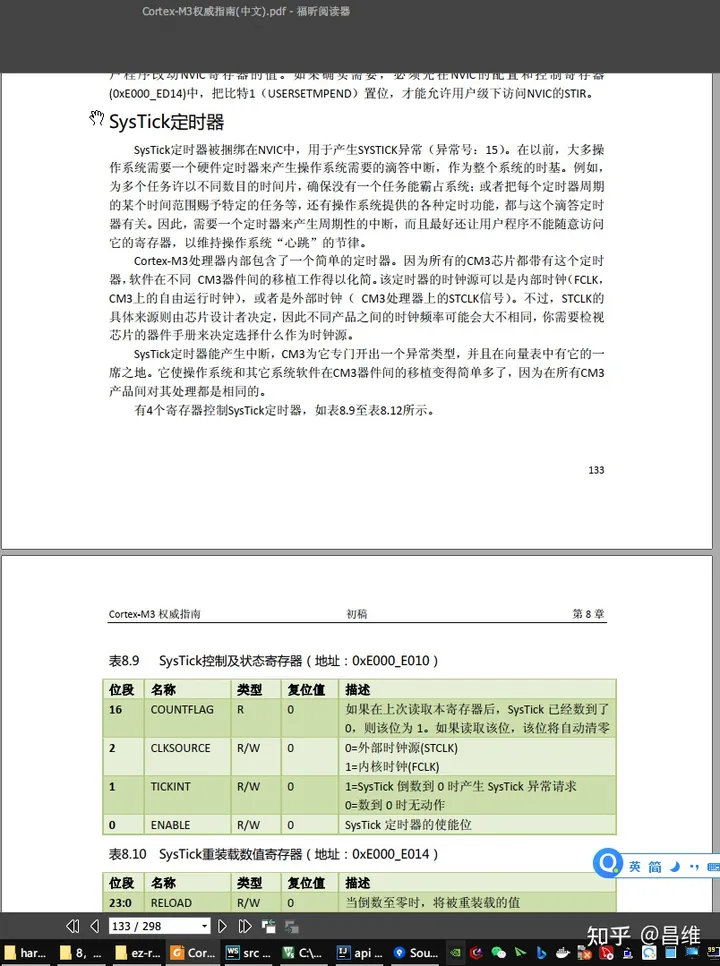 Cortex-M3权威指南(中文).pdf - 福昕阅读器
户程序改动NVIC寄存器的值。如果确实需要，必须先在NVIC的配置和控制寄存器
(0xE000_ED14)中，把比特1（USERSETMPEND）置位，才能允许用户级下访问NVIC的STIR。
SysTick定时器
SysTick定时器被捆绑在NVIC中，用于产生SYSTICK异常（异常号：15）。在以前，大多操
作系统需要一个硬件定时器来产生操作系统需要的滴答中断，作为整个系统的时基。例如，
为多个任务许以不同数目的时间片，确保没有一个任务能霸占系统；或者把每个定时器周期
的某个时间范围赐予特定的任务等，还有操作系统提供的各种定时功能，都与这个滴答定时
器有关。因此，需要一个定时器来产生周期性的中断，而且最好还让用户程序不能随意访问
它的寄存器，以维持操作系统“心跳”的节律。
Cortex-M3处理器内部包含了一个简单的定时器。因为所有的CM3芯片都带有这个定时
器，软件在不同 CM3器件间的移植工作得以化简。该定时器的时钟源可以是内部时钟（FCLK，
CM3上的自由运行时钟），或者是外部时钟（ CM3处理器上的STCLK信号）。不过，STCLK的
具体来源则由芯片设计者决定，因此不同产品之间的时钟频率可能会大不相同，你需要检视
芯片的器件手册来决定选择什么作为时钟源。
SysTick定时器能产生中断，CM3为它专门开出一个异常类型，并且在向量表中有它的一
席之地。它使操作系统和其它系统软件在CM3器件间的移植变得简单多了，因为在所有CM3
产品间对其处理都是相同的。
有4个寄存器控制SysTick定时器，如表8.9至表8.12所示。
133
Cortex-M3 权威指南 初稿 第 8 章
表8.9 SysTick控制及状态寄存器（地址：0xE000_E010）
位段 名称 类型 复位值 描述
16 COUNTFLAG R 0 如果在上次读取本寄存器后，SysTick 已经数到了
0，则该位为 1。如果读取该位，该位将自动清零
2 CLKSOURCE R/W 0 0=外部时钟源(STCLK)
1=内核时钟(FCLK)
1 TICKINT R/W 0 1=SysTick 倒数到 0 时产生 SysTick 异常请求
0=数到 0 时无动作
0 ENABLE R/W 0 SysTick 定时器的使能位
表8.10 SysTick重装载数值寄存器（地址：0xE000_E014）
英 简
位段 名称 类型 复位值 描述
23:0 RELOAD R/W 0 当倒数至零时，将被重装载的值
133 / 298
知乎 @昌维
har... 8，... ez-r... Cor... src ... C:\... api ... Sou...